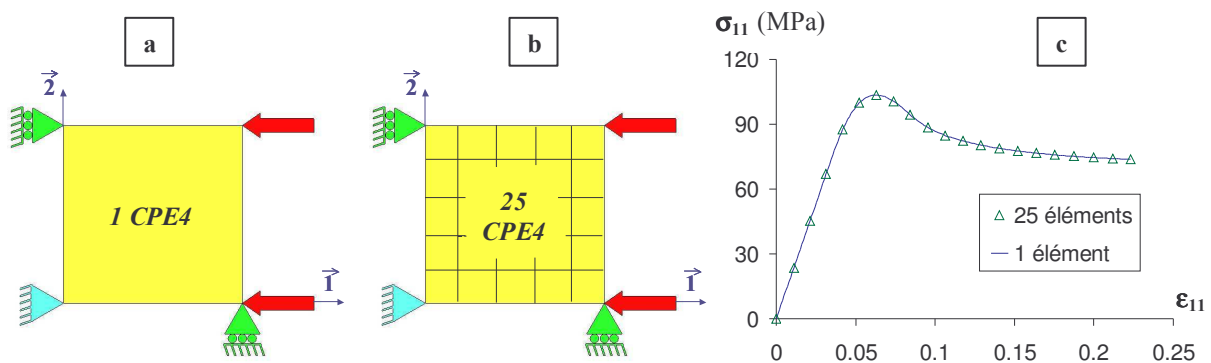 a
2
1 CPE4
1
b
2
25
CPE4
1
c
σ11 (MPa)
120
90
60
30
0
0
0.05
0.1
0.15
0.2
0.25
ε11
25 éléments
1 élément